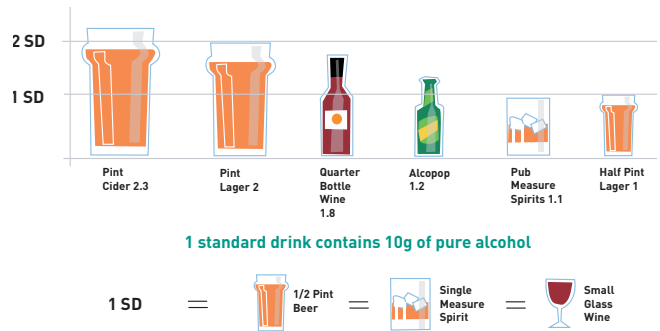 2 SD
1 SD
Pint
Cider 2.3
Pint
Lager 2
Quarter
Bottle
Wine
1.8
Alcopop
1.2
Pub
Measure
Spirits 1.1
Half Pint
Lager 1
1 standard drink contains 10g of pure alcohol
1 SD
=
1/2 Pint
Beer
=
Single
Measure
Spirit
=
Small
Glass
Wine